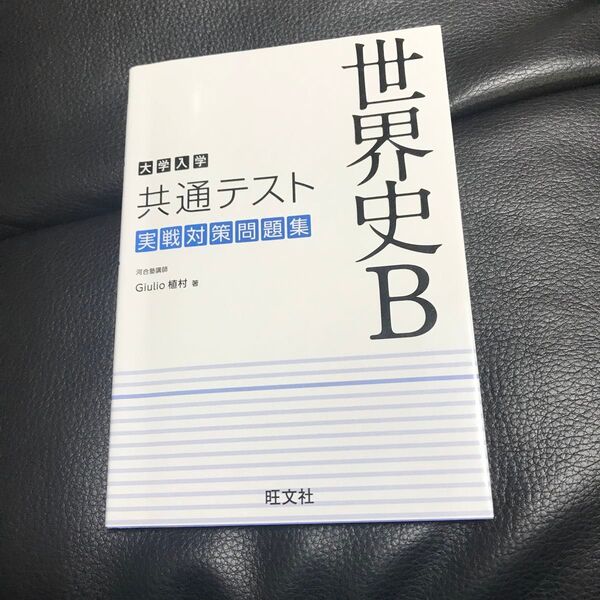 世界史B
大学入学
共通テスト
実戦対策問題集
河合塾講師
Giulio 植村 著
旺文社